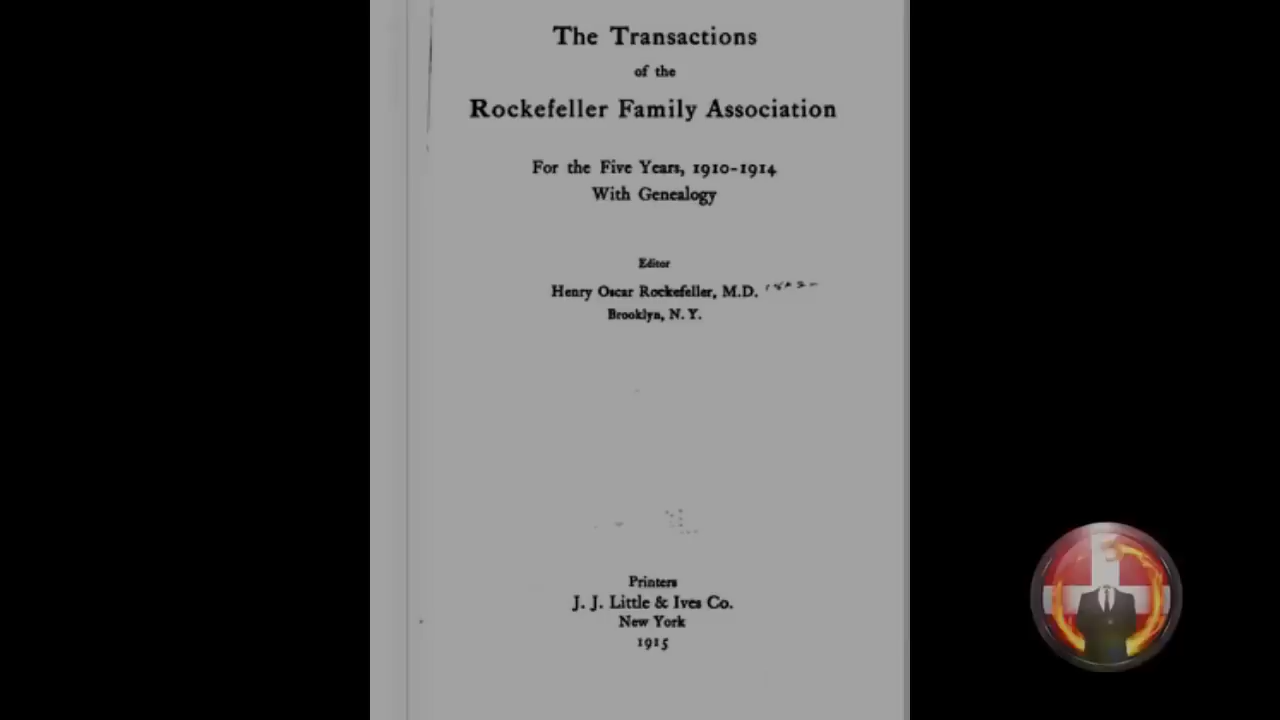 The Transactions
of the
Rockefeller Family Association
For the Five Years, 1910-1914
With Genealogy
Editor
Henry Oscar Rockefeller, M.D.
Brooklyn, N. Y.
Printers
J. J. Little & Ives Co.
New York
1915